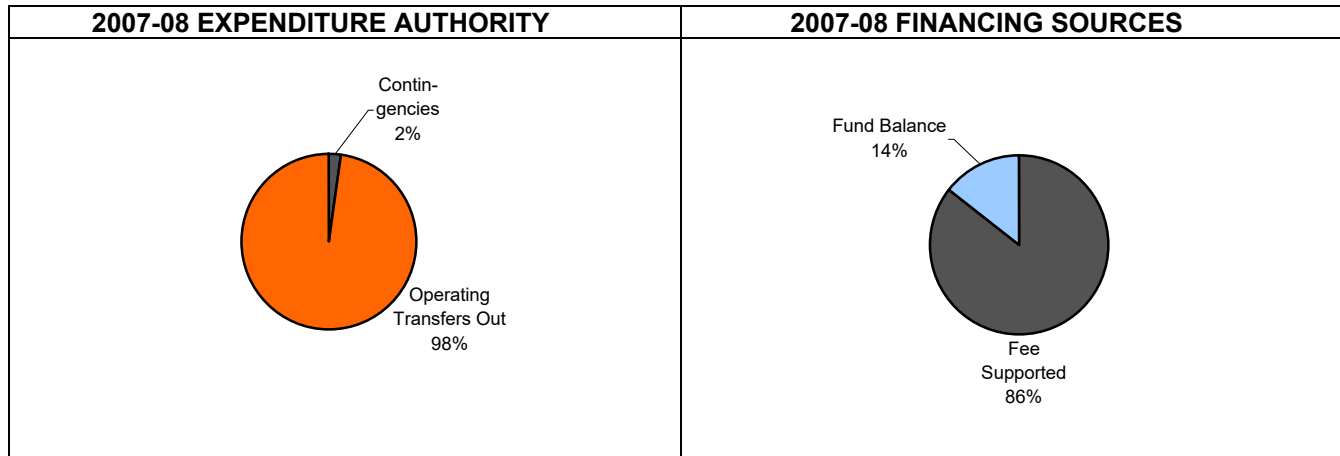 2007-08 EXPENDITURE AUTHORITY
Contin-
gencies
2%
Operating
Transfers Out
98%
2007-08 FINANCING SOURCES
Fund Balance
14%
Fee
Supported
86%